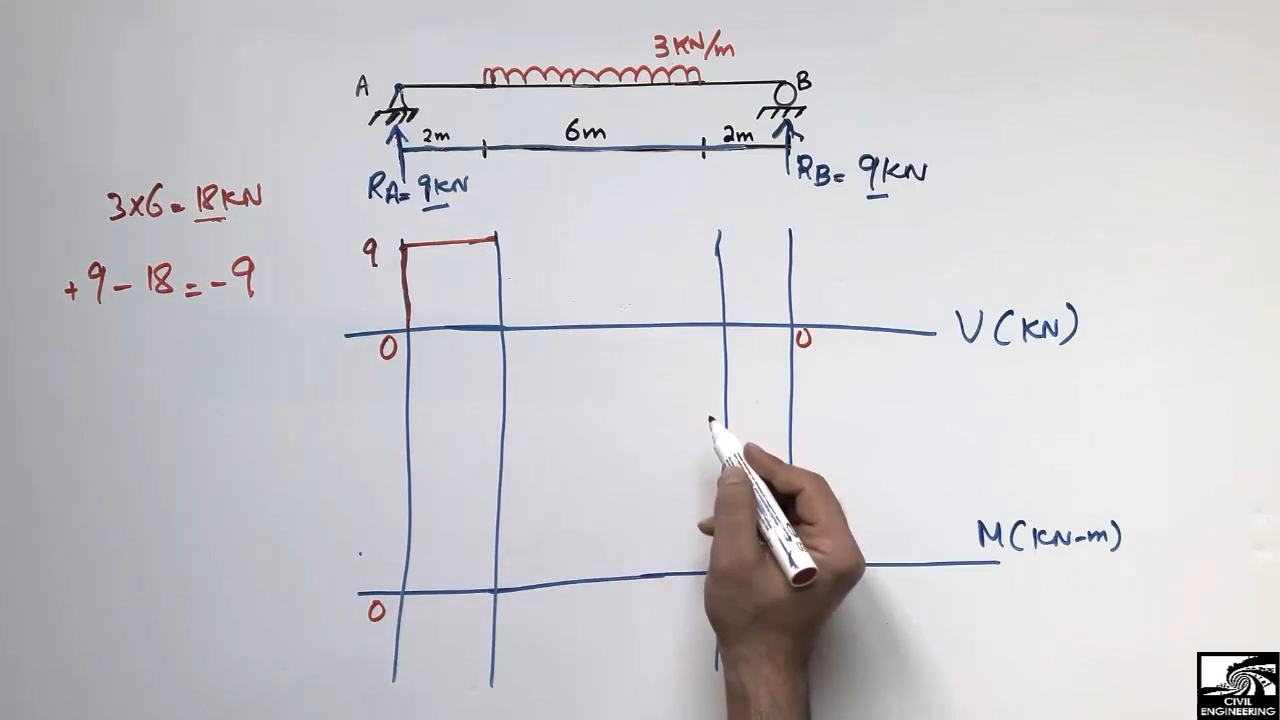 3KN/m
A
B
2m
6m
2m
RA= 9KN
RB= 9KN
3x6 = 18KN
+9-18=-9
9
0
0
V(KN)
M(KN-m)
0
CIVIL
ENGINEERING